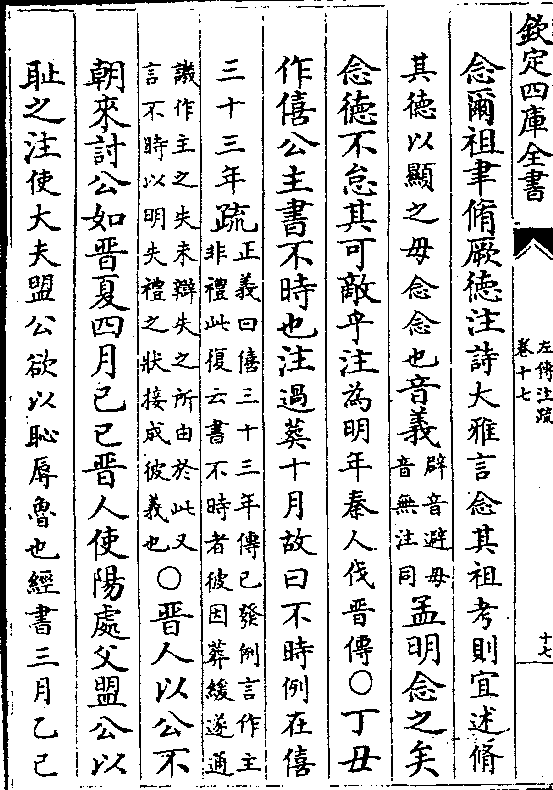 欽定四庫全書
左傳注疏
卷十七
十七
念爾祖聿脩厥徳注詩大雅言念其祖考則宜述脩
其徳以顯之毋念念也音義辟音避毋
音無注同孟明念之矣
念徳不怠其可敵乎注為明年秦人伐晉傳○丁丑
作僖公主書不時也注過葬十月故曰不時例在僖
三十三年疏正義曰僖三十三年傳已發例言作主
非禮此復云書不時者彼因葬緩遂通
譏作主之失未辯失之所由於此又
言不時以明失禮之狀接成彼義也○晉人以公不
朝來討公如晉夏四月己巳晉人使陽處父盟公以
耻之注使大夫盟公欲以恥辱魯也經書三月乙巳